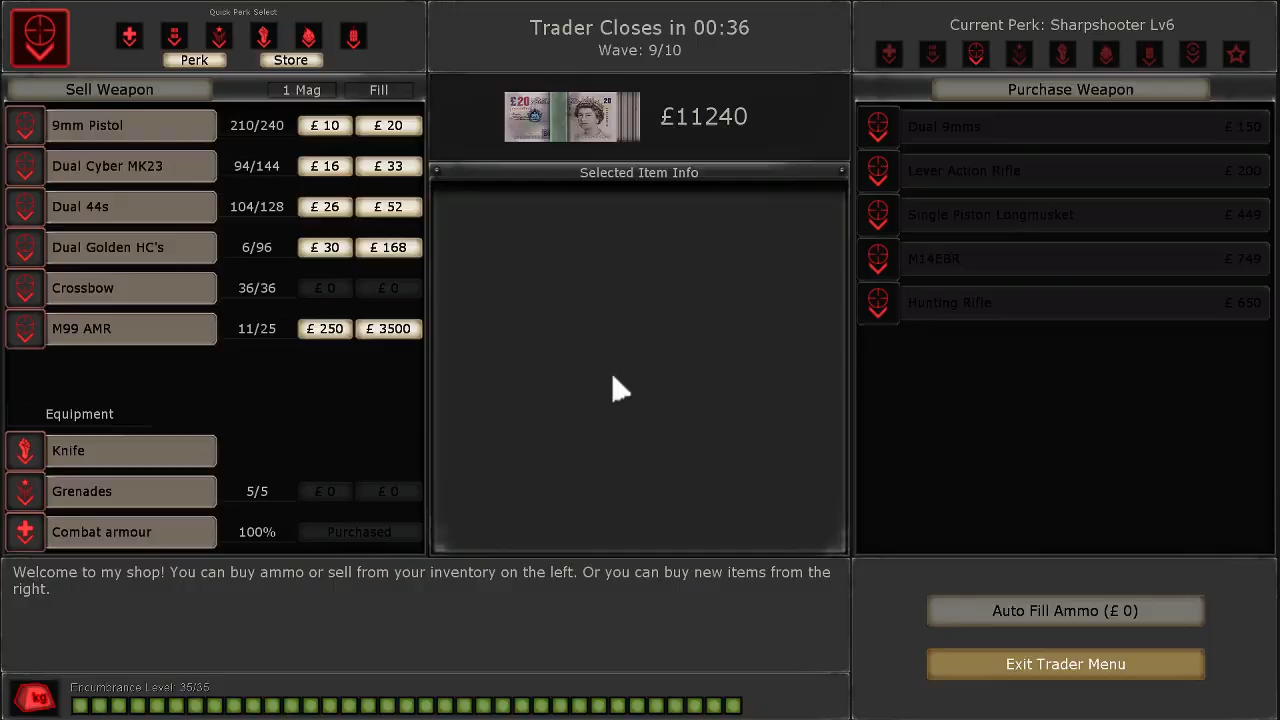 Quick Perk Select
Perk
Store
Trader Closes in 00:36
Wave: 9/10
Current Perk: Sharpshooter Lv6
Sell Weapon
1 Mag
Fill
9mm Pistol 210/240 £ 10 £ 20
Dual Cyber MK23 94/144 £ 16 £ 33
Dual 44s 104/128 £ 26 £ 52
Dual Golden HC's 6/96 £ 30 £ 168
Crossbow 36/36 £ 0 £ 0
M99 AMR 11/25 £ 250 £ 3500
Equipment
Knife
Grenades 5/5 £ 0 £ 0
Combat armour 100% Purchased
£20 20
£11240
Selected Item Info
Purchase Weapon
Dual 9mms £ 150
Lever Action Rifle £ 200
Single Piston Longmusket £ 449
M14EBR £ 749
Hunting Rifle £ 650
Welcome to my shop! You can buy ammo or sell from your inventory on the left. Or you can buy new items from the
right.
Auto Fill Ammo (£ 0)
Exit Trader Menu
kg
Encumbrance Level: 35/35